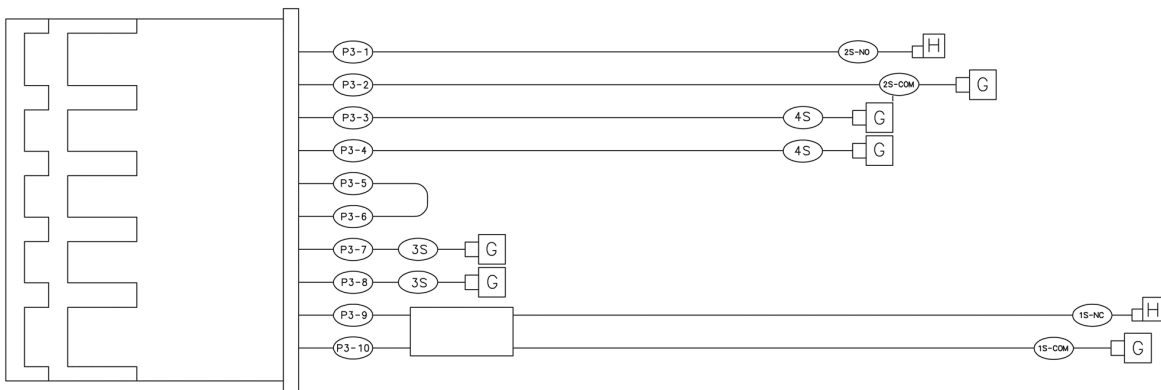 P3-1 2S-NO H
P3-2 2S-COM G
P3-3 4S G
P3-4 4S G
P3-5
P3-6
P3-7 3S G
P3-8 3S G
P3-9 1S-NC H
P3-10 1S-COM G